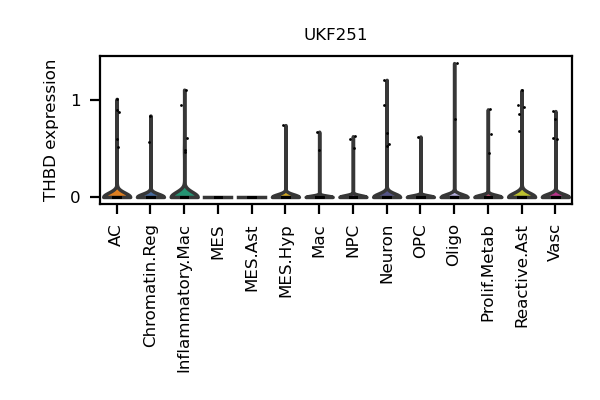 UKF251
THBD expression
1
0
AC
Chromatin.Reg
Inflammatory.Mac
MES
MES.Ast
MES.Hyp
Mac
NPC
Neuron
OPC
Oligo
Prolif.Metab
Reactive.Ast
Vasc